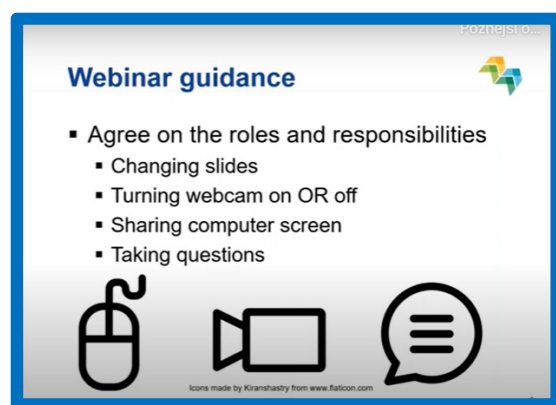 Poznejsi o...
Webinar guidance
▪ Agree on the roles and responsibilities
▪ Changing slides
▪ Turning webcam on OR off
▪ Sharing computer screen
▪ Taking questions
Icons made by Kiranshastry from www.flaticon.com